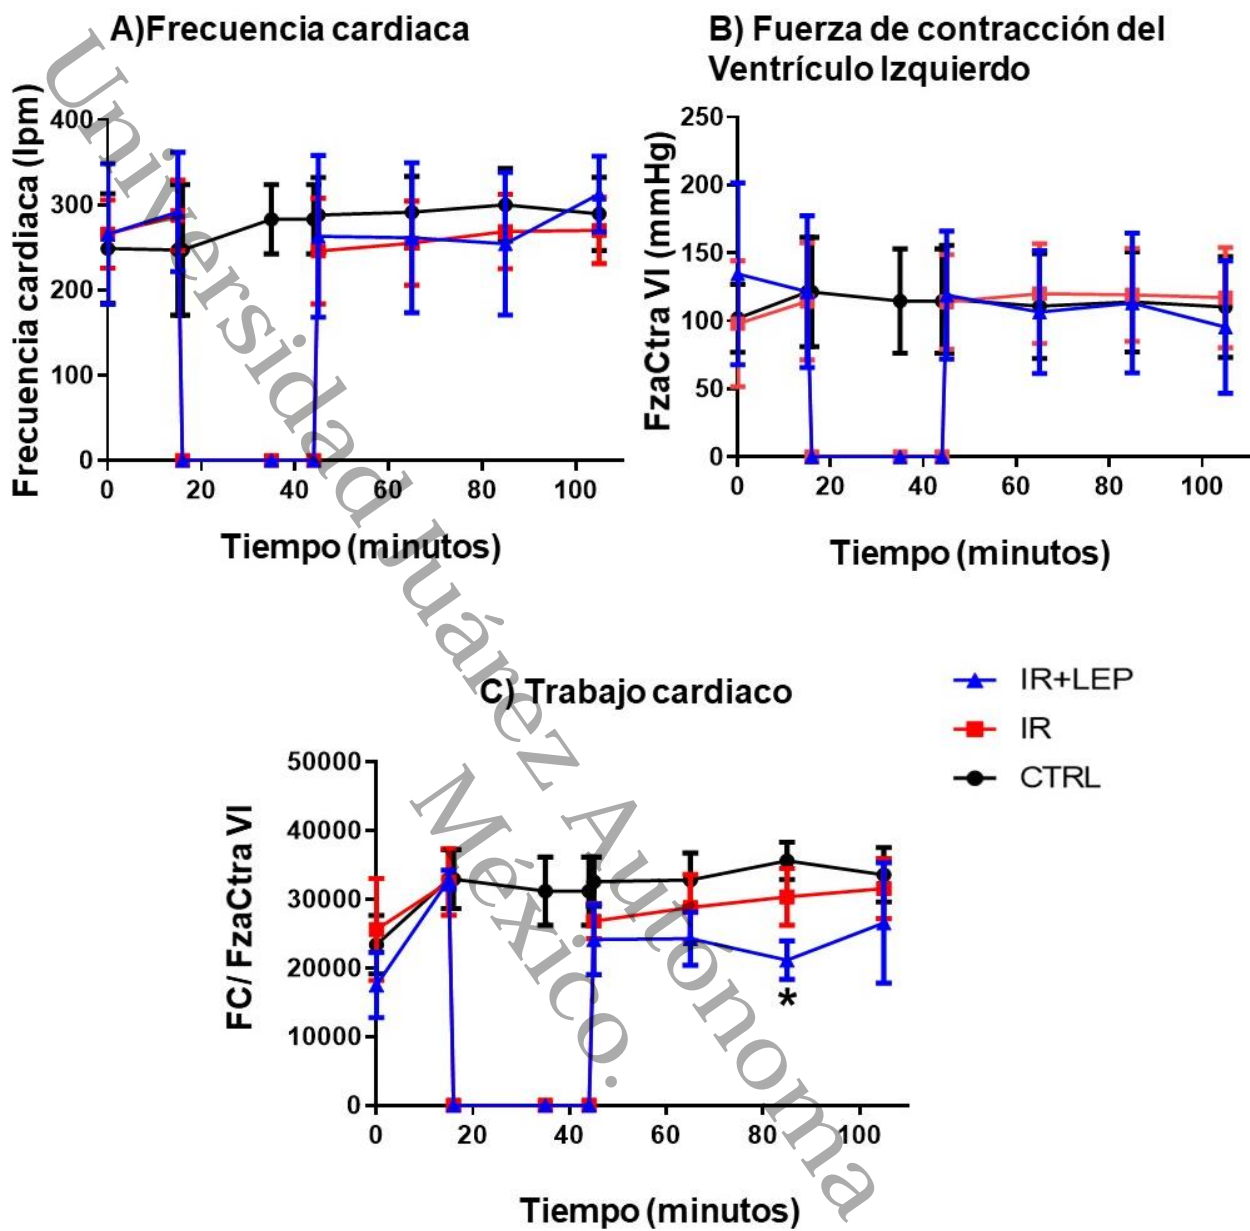 A)Frecuencia cardiaca
Frecuencia cardiaca (lpm)
400
300
200
100
0
0 20 40 60 80 100
Tiempo (minutos)
B) Fuerza de contracción del
Ventrículo Izquierdo
FzaCtra VI (mmHg)
250
200
150
100
50
0
0 20 40 60 80 100
Tiempo (minutos)
C) Trabajo cardiaco
FC/ FzaCtra VI
50000
40000
30000
20000
10000
0
*
0 20 40 60 80 100
Tiempo (minutos)
IR+LEP
IR
CTRL
Universidad Juárez Autónoma
México.